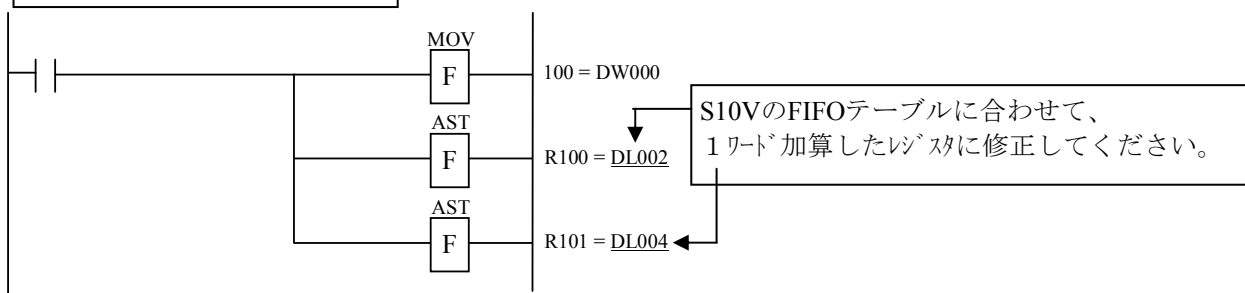 MOV
F
100 = DW000
AST
F
R100 = DL002
S10VのFIFOテーブルに合わせて、
１ﾜｰﾄﾞ加算したﾚｼﾞｽﾀに修正してください。
AST
F
R101 = DL004